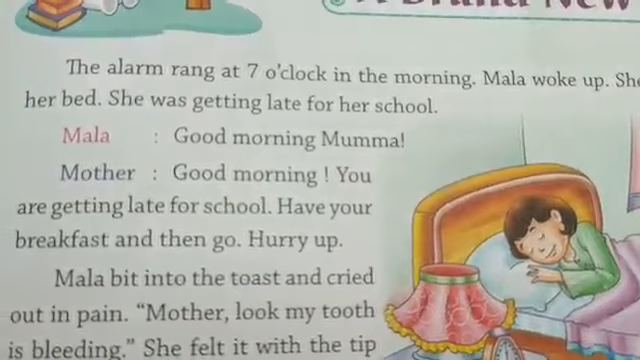 A Brand New
The alarm rang at 7 o'clock in the morning. Mala woke up. She
her bed. She was getting late for her school.
Mala : Good morning Mumma!
Mother : Good morning ! You
are getting late for school. Have your
breakfast and then go. Hurry up.
Mala bit into the toast and cried
out in pain. “Mother, look my tooth
is bleeding.” She felt it with the tip